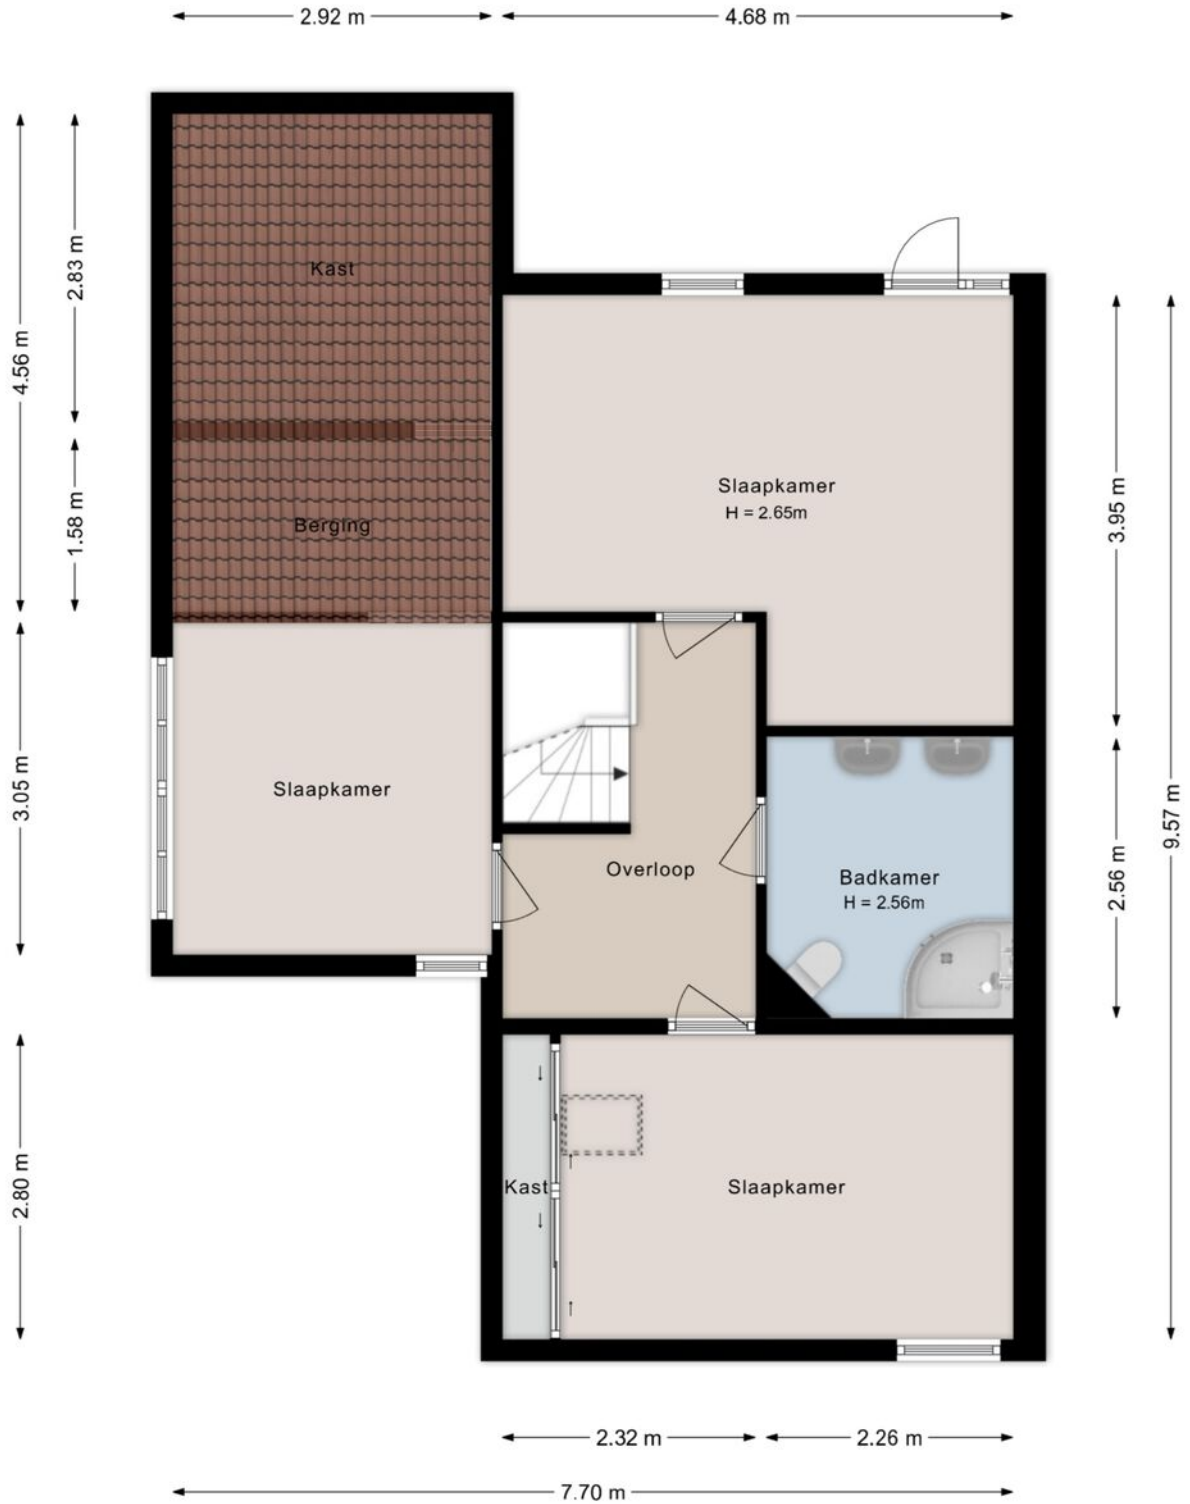 2.92 m
4.68 m
Kast
2.83 m
4.56 m
Slaapkamer
H = 2.65m
1.58 m
Berging
3.95 m
Slaapkamer
3.05 m
9.57 m
Overloop
Badkamer
H = 2.56m
2.56 m
2.80 m
Kast
Slaapkamer
2.32 m
2.26 m
7.70 m